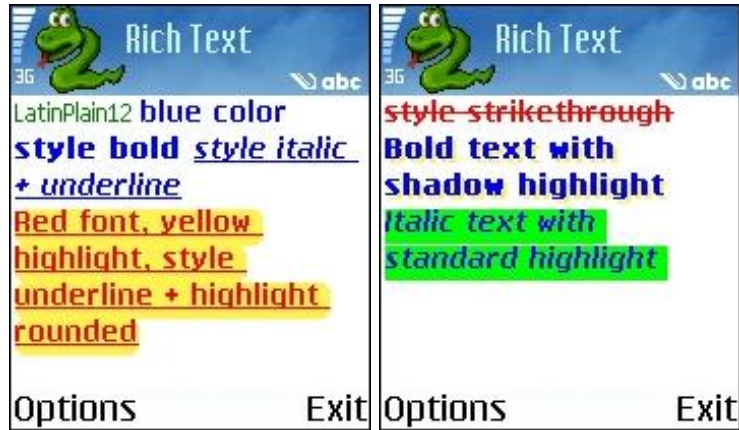 Rich Text
3G
abc
LatinPlain12 blue color
style bold style italic
+ underline
Red font, yellow
highlight, style
underline + highlight
rounded
Options Exit
Rich Text
3G
abc
style strikethrough
Bold text with
shadow highlight
Italic text with
standard highlight
Options Exit